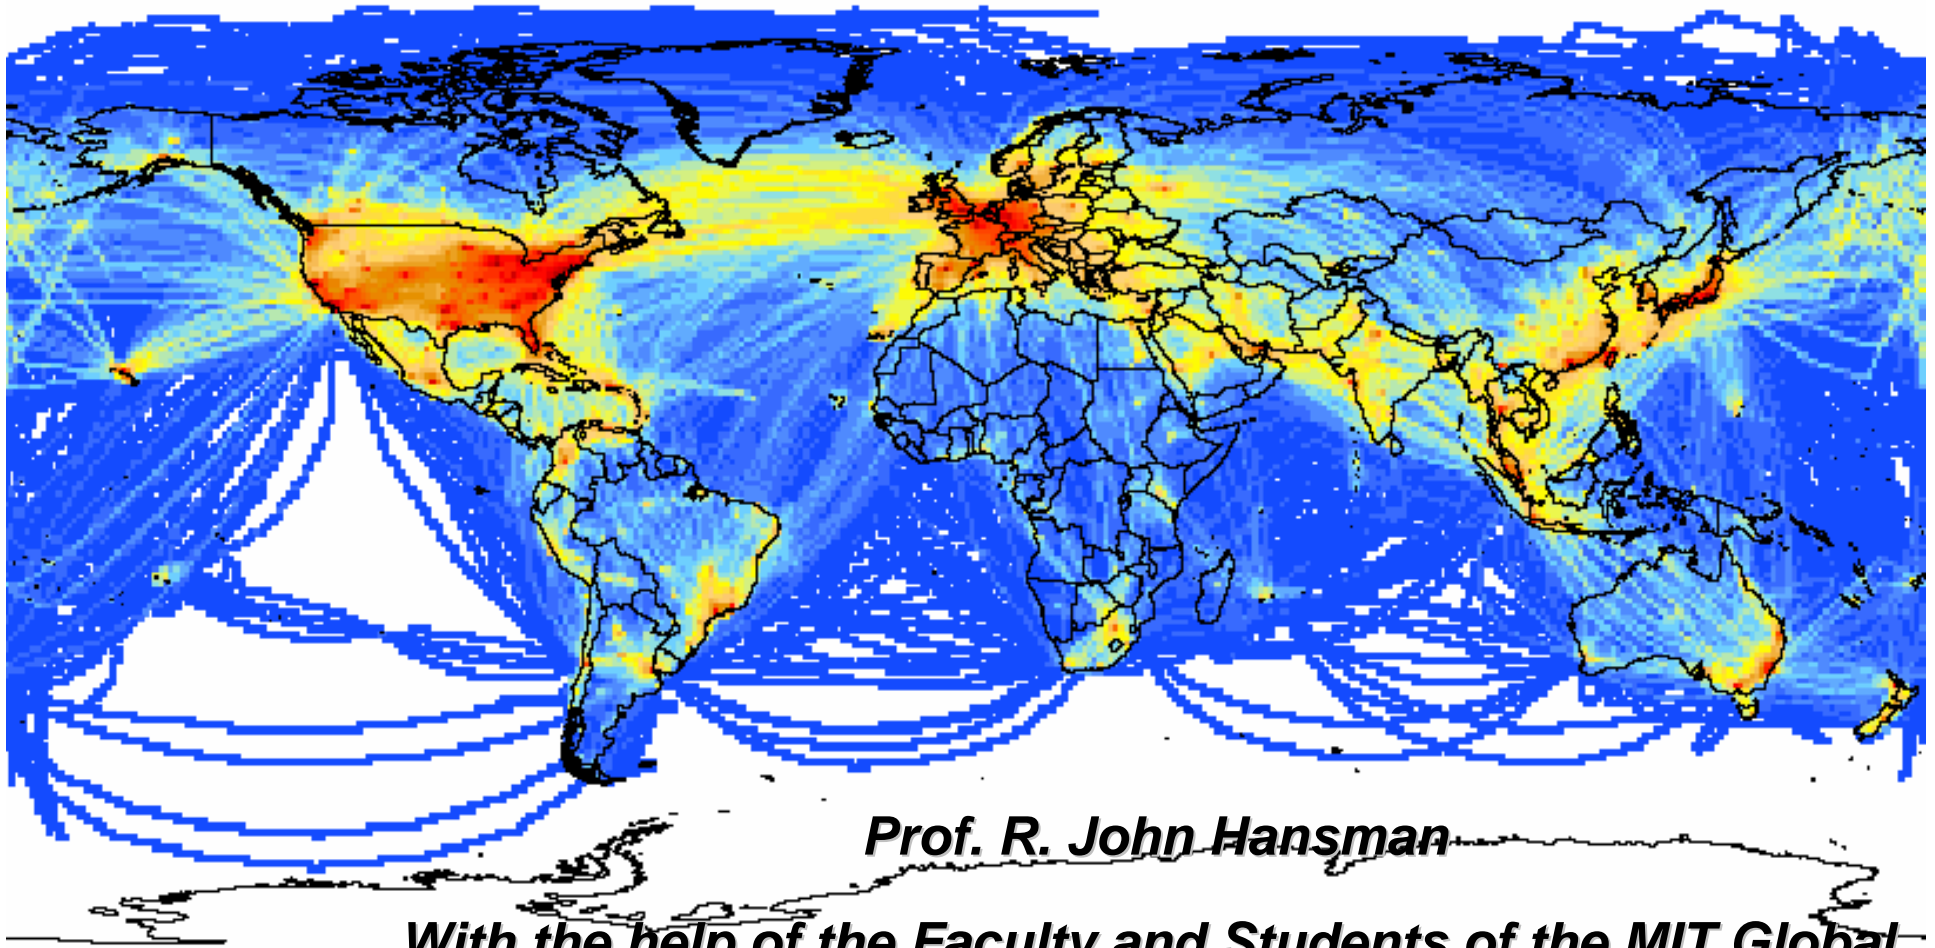 Prof. R. John Hansman
With the help of the Faculty and Students of the MIT Global